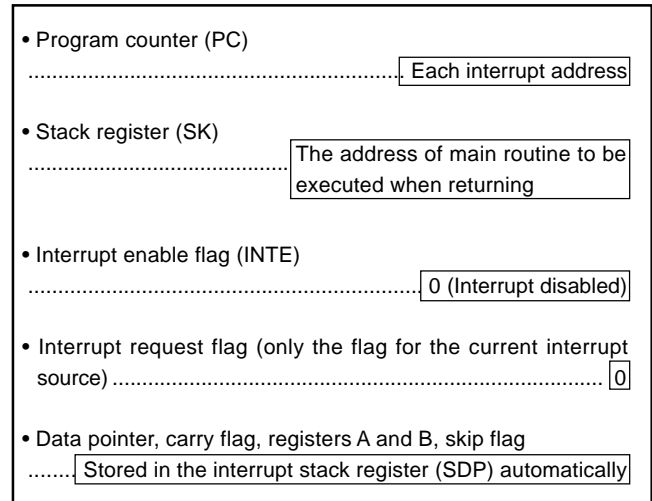 • Program counter (PC)
............................................................... Each interrupt address
• Stack register (SK)
........................................... The address of main routine to be
executed when returning
• Interrupt enable flag (INTE)
.................................................................. 0 (Interrupt disabled)
• Interrupt request flag (only the flag for the current interrupt
source) .................................................................................. 0
• Data pointer, carry flag, registers A and B, skip flag
........ Stored in the interrupt stack register (SDP) automatically